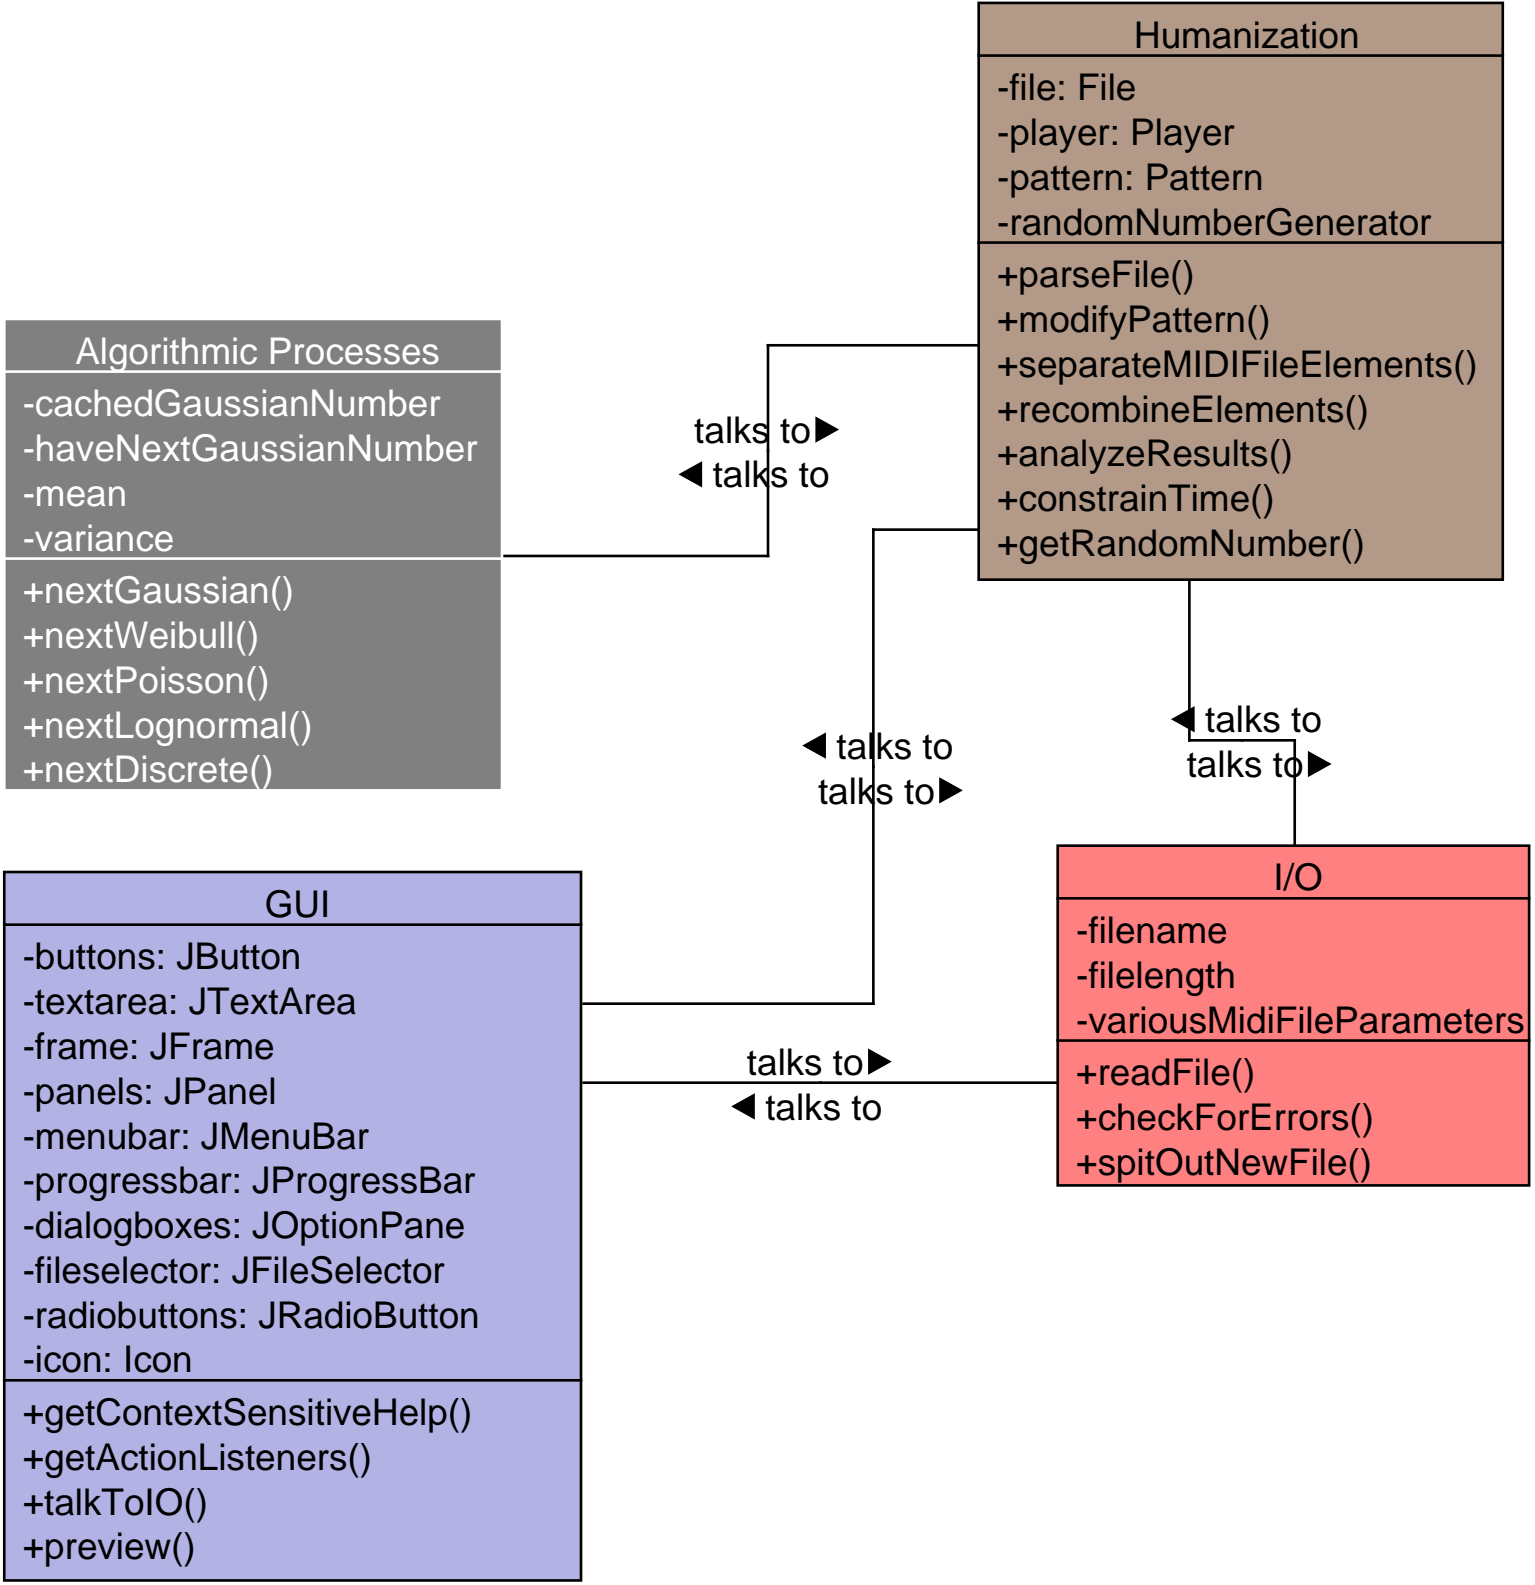 Humanization
-file: File
-player: Player
-pattern: Pattern
-randomNumberGenerator
+parseFile()
+modifyPattern()
+separateMIDIFileElements()
+recombineElements()
+analyzeResults()
+constrainTime()
+getRandomNumber()
Algorithmic Processes
-cachedGaussianNumber
-haveNextGaussianNumber
-mean
-variance
+nextGaussian()
+nextWeibull()
+nextPoisson()
+nextLognormal()
+nextDiscrete()
talks to
talks to
talks to
talks to
talks to
talks to
GUI
-buttons: JButton
-textarea: JTextArea
-frame: JFrame
-panels: JPanel
-menubar: JMenuBar
-progressbar: JProgressBar
-dialogboxes: JOptionPane
-fileselector: JFileSelector
-radiobuttons: JRadioButton
-icon: Icon
+getContextSensitiveHelp()
+getActionListeners()
+talkToIO()
+preview()
talks to
talks to
I/O
-filename
-filelength
-variousMidiFileParameters
+readFile()
+checkForErrors()
+spitOutNewFile()